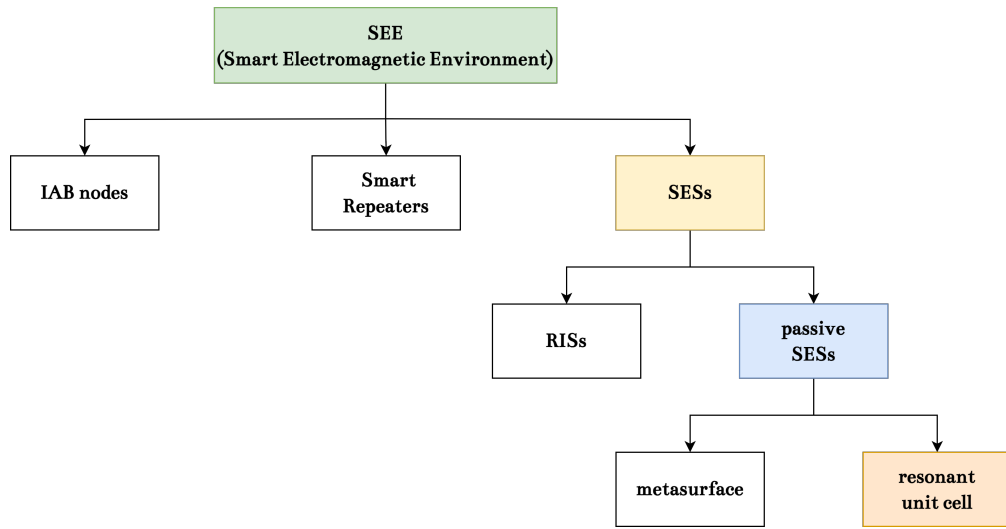 SEE
(Smart Electromagnetic Environment)
IAB nodes
Smart
Repeaters
SESs
RISs
passive
SESs
metasurface
resonant
unit cell